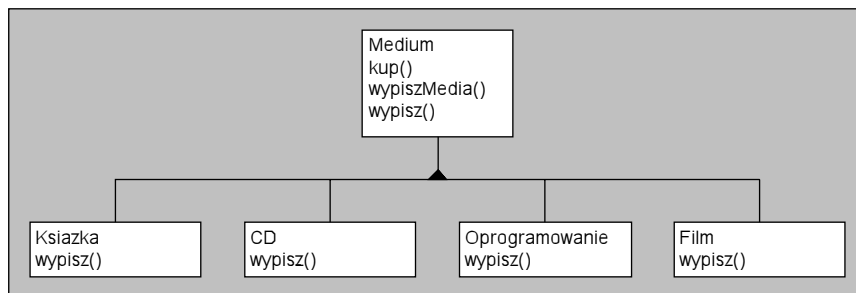 Medium
kup()
wypiszMedia()
wypisz()
Ksiazka
wypisz()
CD
wypisz()
Oprogramowanie
wypisz()
Film
wypisz()